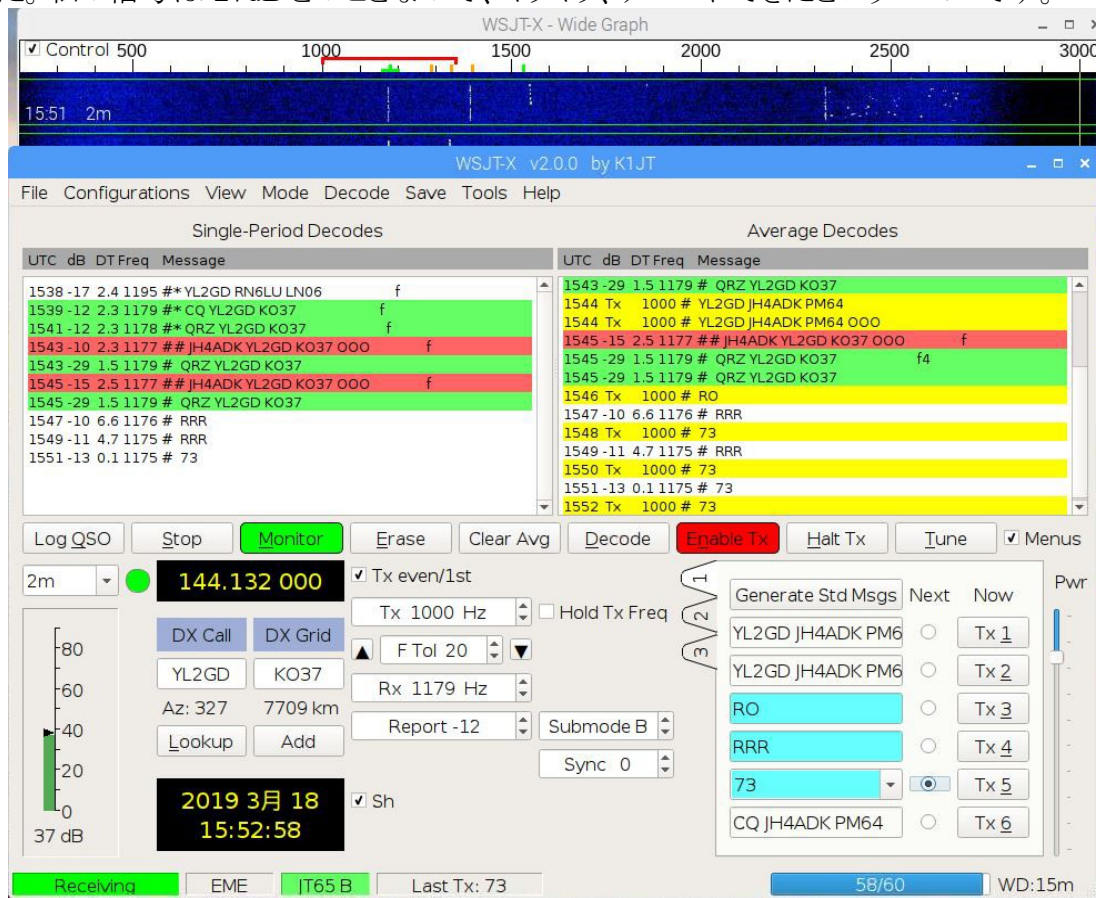 WSJT-X - Wide Graph
Control 500 1000 1500 2000 2500 3000
15:51 2m
WSJT-X v2.0.0 by K1JT
File Configurations View Mode Decode Save Tools Help
Single-Period Decodes
UTC dB DT Freq Message
1538 -17 2.4 1195 #* YL2GD RN6LU LN06 f
1539 -12 2.3 1179 #* CQ YL2GD KO37 f
1541 -12 2.3 1178 #* QRZ YL2GD KO37 f
1543 -10 2.3 1177 ## JH4ADK YL2GD KO37 OOO f
1543 -29 1.5 1179 # QRZ YL2GD KO37
1545 -15 2.5 1177 ## JH4ADK YL2GD KO37 OOO f
1545 -29 1.5 1179 # QRZ YL2GD KO37
1547 -10 6.6 1176 # RRR
1549 -11 4.7 1175 # RRR
1551 -13 0.1 1175 # 73
Average Decodes
UTC dB DT Freq Message
1543 -29 1.5 1179 # QRZ YL2GD KO37
1544 Tx 1000 # YL2GD JH4ADK PM64
1544 Tx 1000 # YL2GD JH4ADK PM64 OOO
1545 -15 2.5 1177 ## JH4ADK YL2GD KO37 OOO f
1545 -29 1.5 1179 # QRZ YL2GD KO37 f4
1545 -29 1.5 1179 # QRZ YL2GD KO37
1546 Tx 1000 # RO
1547 -10 6.6 1176 # RRR
1548 Tx 1000 # 73
1549 -11 4.7 1175 # RRR
1550 Tx 1000 # 73
1551 -13 0.1 1175 # 73
1552 Tx 1000 # 73
Log QSO Stop Monitor Erase Clear Avg Decode Enable Tx Halt Tx Tune Menus
2m 144.132 000
Tx even/1st
Tx 1000 Hz Hold Tx Freq
DX Call DX Grid
F Tol 20
YL2GD KO37
Rx 1179 Hz
Az: 327 7709 km
Report -12 Submode B
Lookup Add
Sync 0
2019 3月 18
15:52:58
Sh
80
60
40
20
0
37 dB
1
2
3
Generate Std Msgs Next Now Pwr
YL2GD JH4ADK PM6 Tx 1
YL2GD JH4ADK PM6 Tx 2
RO Tx 3
RRR Tx 4
73 Tx 5
CQ JH4ADK PM64 Tx 6
Receiving EME JT65 B Last Tx: 73 58/60 WD:15m